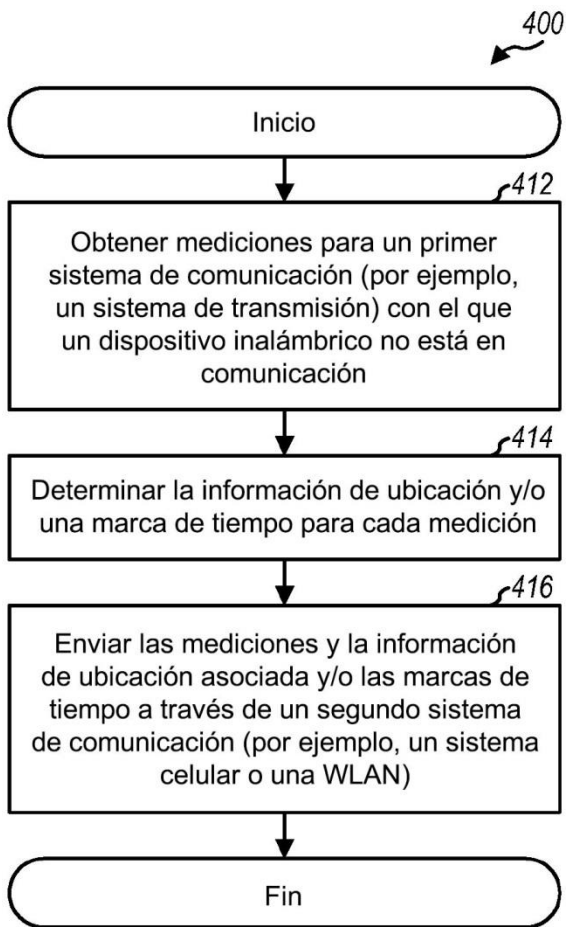 400
Inicio
412
Obtener mediciones para un primer
sistema de comunicación (por ejemplo,
un sistema de transmisión) con el que
un dispositivo inalámbrico no está en
comunicación
414
Determinar la información de ubicación y/o
una marca de tiempo para cada medición
416
Enviar las mediciones y la información
de ubicación asociada y/o las marcas de
tiempo a través de un segundo sistema
de comunicación (por ejemplo, un sistema
celular o una WLAN)
Fin